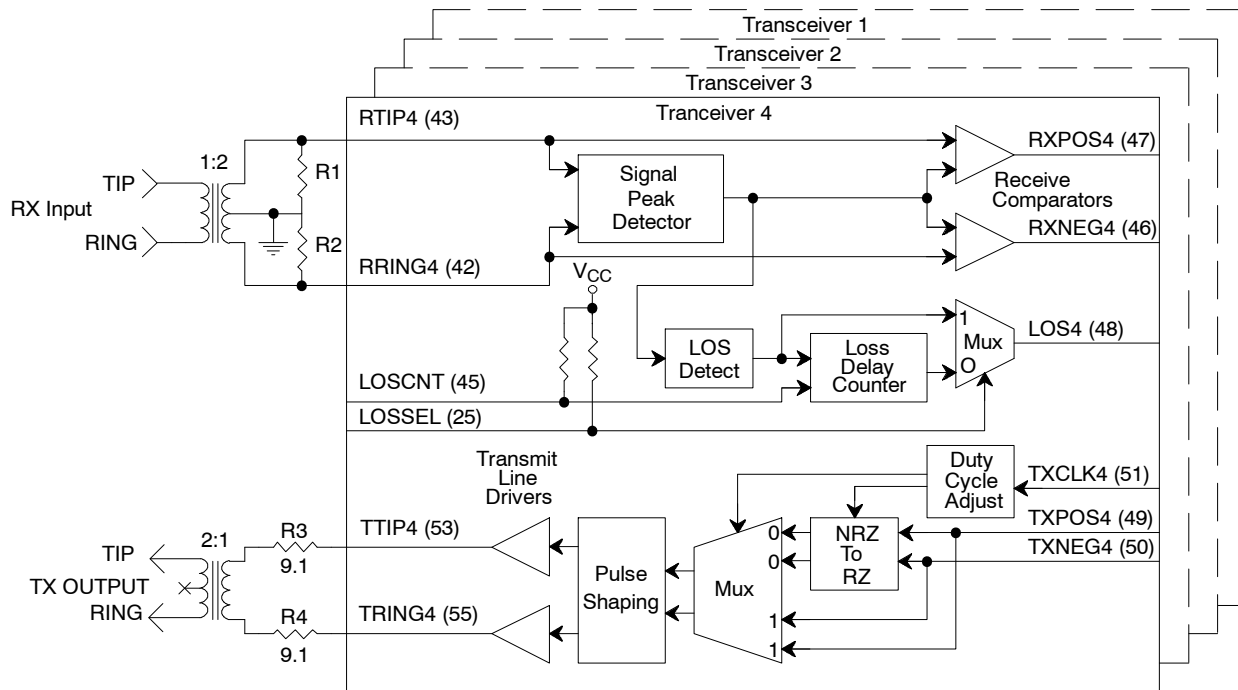 Transceiver 1
Transceiver 2
Transceiver 3
Tranceiver 4
RTIP4 (43)
RXPOS4 (47)
1:2
R1
TIP
RX Input
RING
R2
Signal
Peak
Detector
Receive
Comparators
RXNEG4 (46)
RRING4 (42)
VCC
LOS
Detect
Loss
Delay
Counter
1
Mux
O
LOS4 (48)
LOSCNT (45)
LOSSEL (25)
Transmit
Line
Drivers
Duty
Cycle
Adjust
TXCLK4 (51)
TXPOS4 (49)
TXNEG4 (50)
2:1
R3
9.1
TTIP4 (53)
TIP
TX OUTPUT
RING
R4
9.1
TRING4 (55)
Pulse
Shaping
Mux
0
0
1
1
NRZ
To
RZ